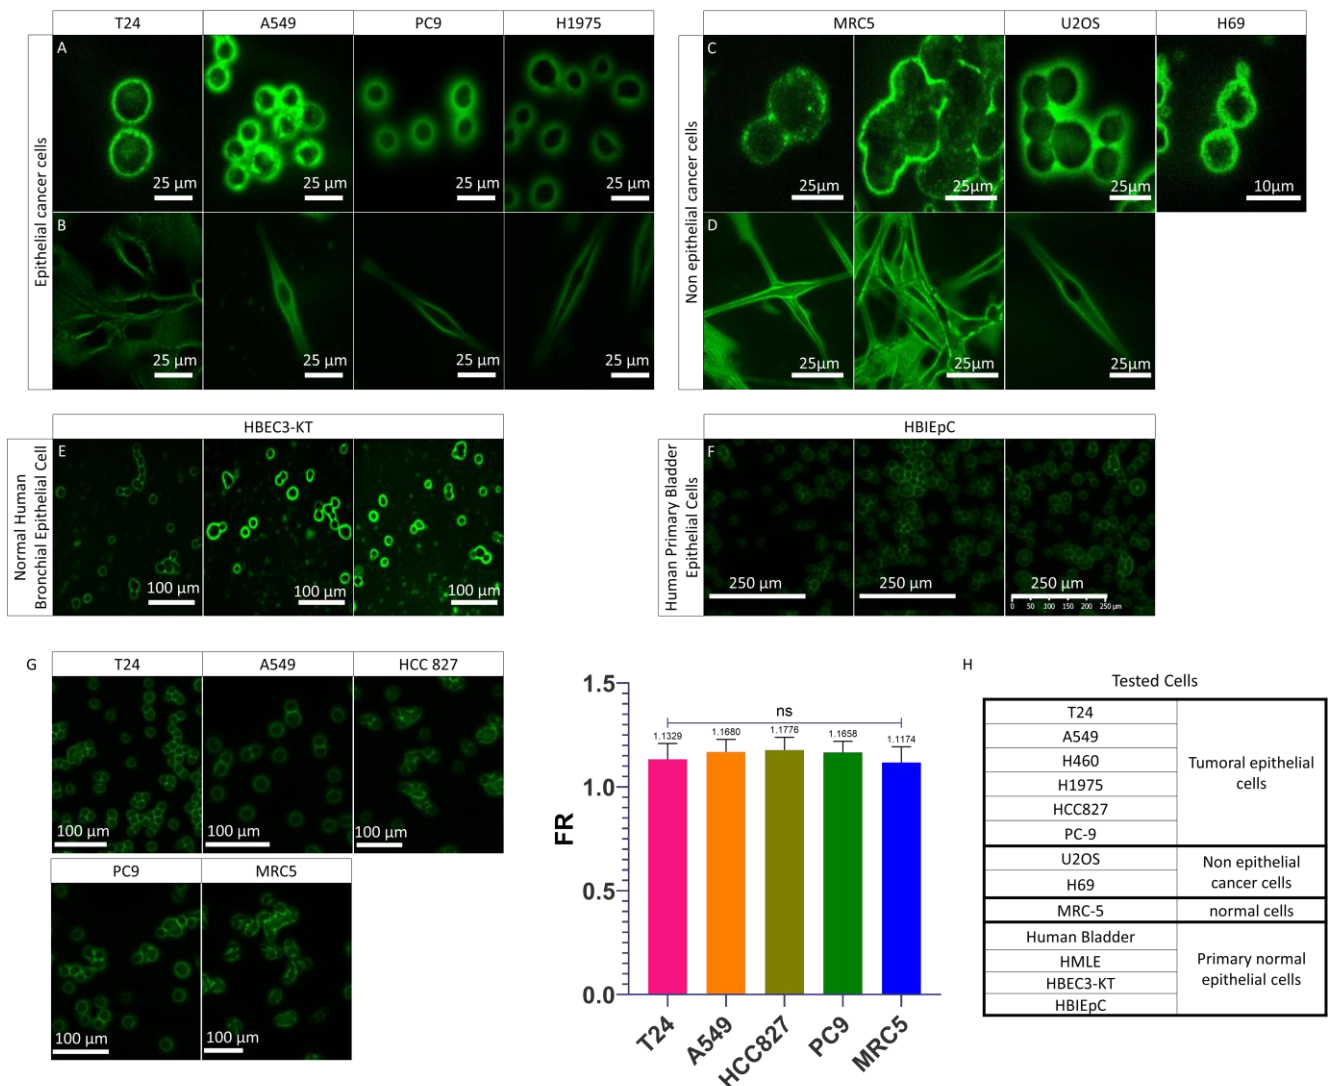 T24 A549 PC9 H1975
MRC5 U2OS H69
Epithelial cancer cells
A
25 µm 25 µm 25 µm 25 µm
B
25 µm 25 µm 25 µm 25 µm
Non epithelial cancer cells
C
25µm 25µm 25µm 10µm
D
25µm 25µm 25µm
HBEC3-KT
Normal Human
Bronchial Epithelial Cell
E
100 µm 100 µm 100 µm
HBIEpC
Human Primary Bladder
Epithelial Cells
F
250 µm 250 µm 250 µm
0 50 100 150 200 250 µm
G
T24 A549 HCC 827
100 µm 100 µm 100 µm
PC9 MRC5
100 µm 100 µm
FR
1.5
1.0
0.5
0.0
ns
1.1329 1.1680 1.1776 1.1658 1.1174
T24 A549 HCC827 PC9 MRC5
H
Tested Cells
T24
A549
H460
H1975
HCC827
PC-9
Tumoral epithelial
cells
U2OS
H69
Non epithelial
cancer cells
MRC-5 normal cells
Human Bladder
HMLE
HBEC3-KT
HBIEpC
Primary normal
epithelial cells